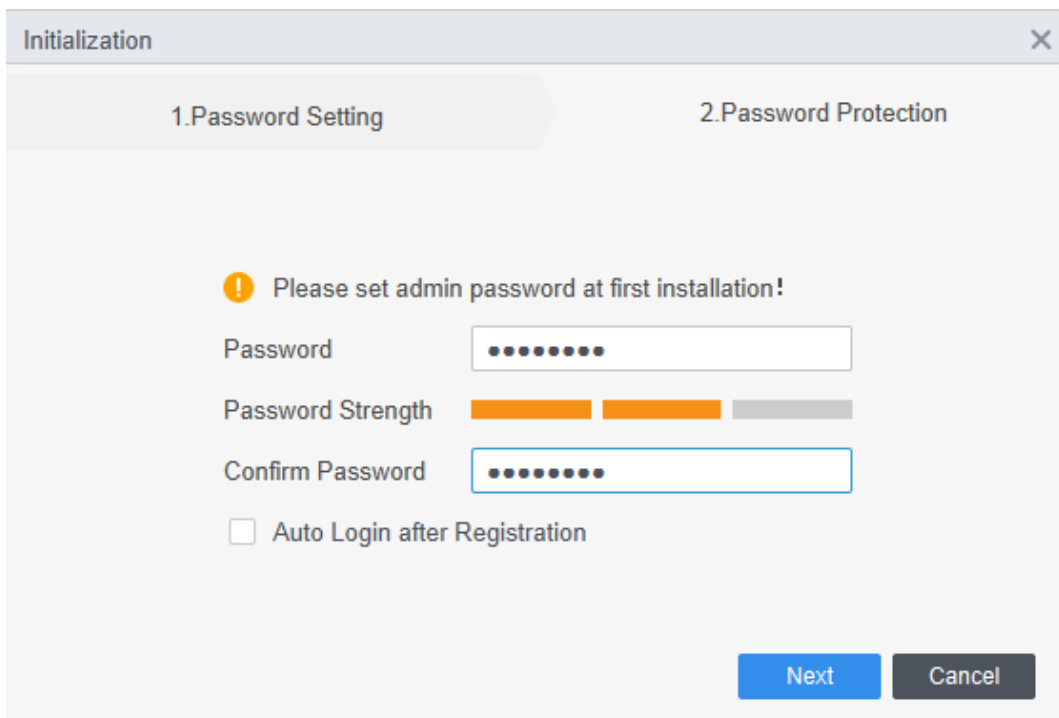 Initialization
1.Password Setting
2.Password Protection
Please set admin password at first installation!
Password
●●●●●●●●
Password Strength
Confirm Password
●●●●●●●●
Auto Login after Registration
Next
Cancel